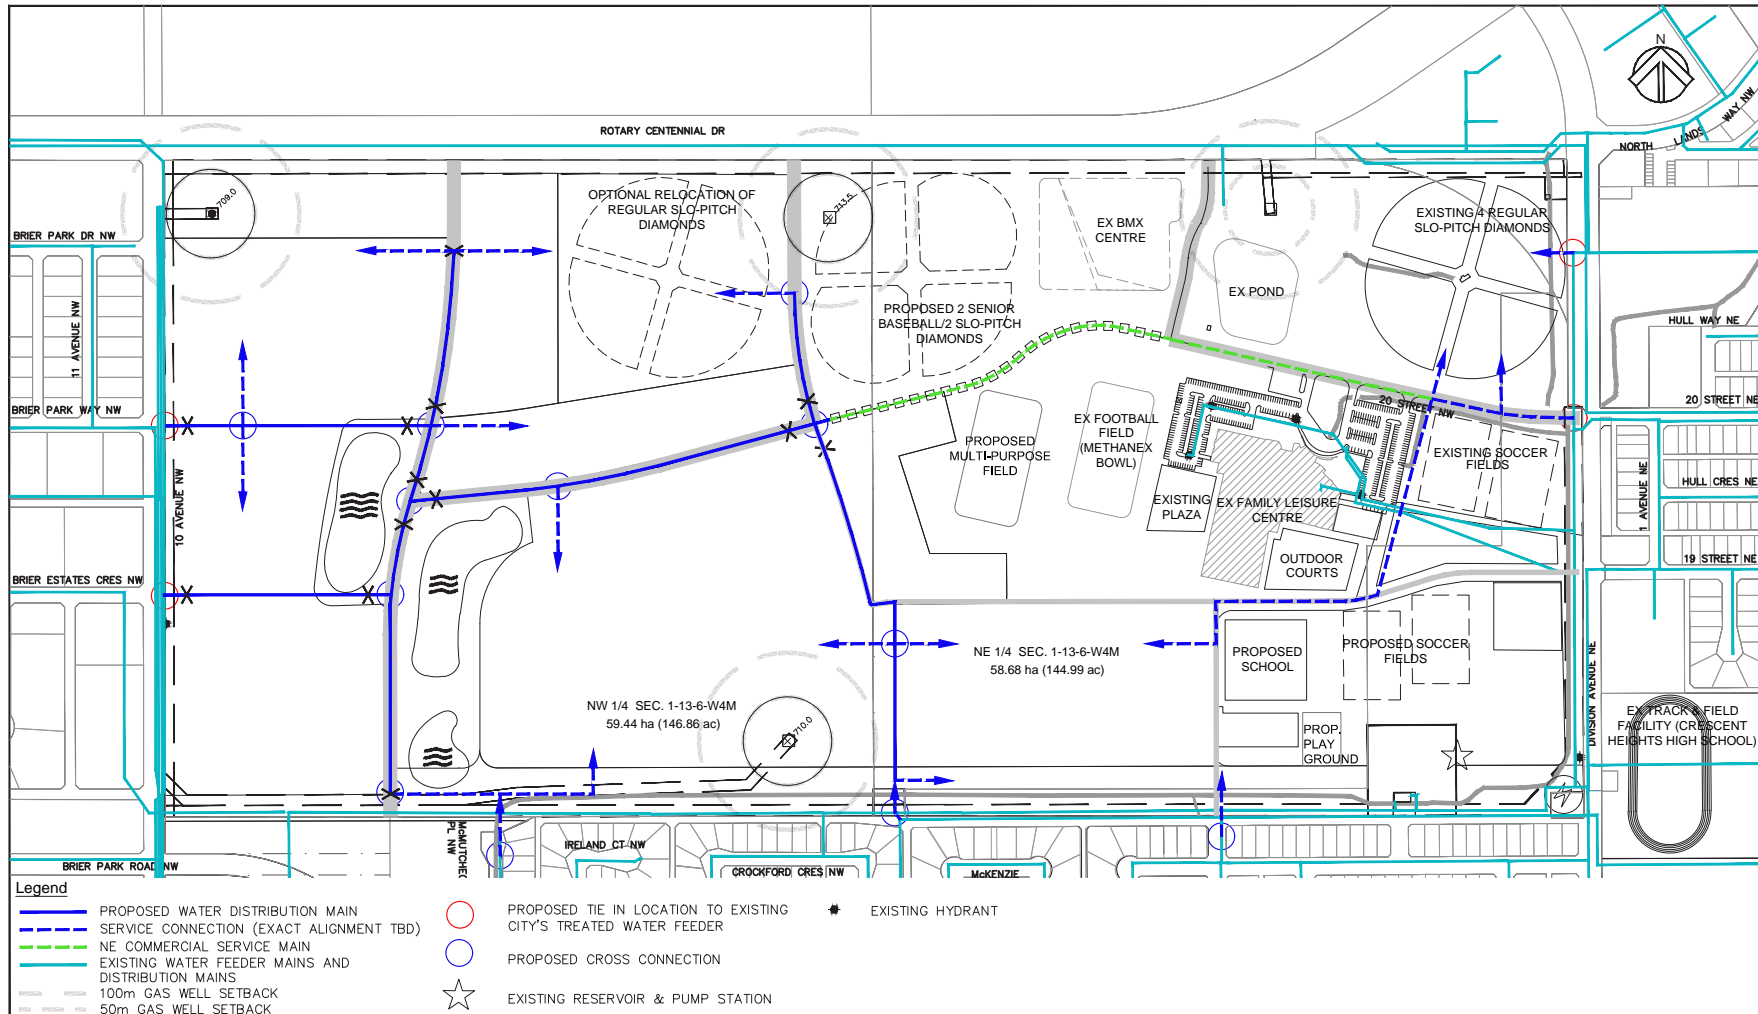 N
ROTARY CENTENNIAL DR
NORTH
LANDS
WAY NW
709.0
OPTIONAL RELOCATION OF
REGULAR SLO-PITCH
DIAMONDS
713.5
EX BMX
CENTRE
EXISTING 4 REGULAR
SLO-PITCH DIAMONDS
BRIER PARK DR NW
EX POND
11 AVENUE NW
PROPOSED 2 SENIOR
BASEBALL/2 SLO-PITCH
DIAMONDS
HULL WAY NE
BRIER PARK WAY NW
20 STREET NW
20 STREET NE
EX FOOTBALL
FIELD
(METHANEX
BOWL)
PROPOSED
MULTI-PURPOSE
FIELD
EXISTING SOCCER
FIELDS
HULL CRES NE
1 AVENUE NE
10 AVENUE NW
EXISTING
PLAZA
EX FAMILY LEISURE
CENTRE
OUTDOOR
COURTS
19 STREET NE
BRIER ESTATES CRES NW
NE 1/4 SEC. 1-13-6-W4M
58.68 ha (144.99 ac)
PROPOSED
SCHOOL
PROPOSED SOCCER
FIELDS
DIVISION AVENUE NE
NW 1/4 SEC. 1-13-6-W4M
59.44 ha (146.86 ac)
710.0
PROP.
PLAY
GROUND
EX TRACK & FIELD
FACILITY (CRESCENT
HEIGHTS HIGH SCHOOL)
McMUTCHEO
PL NW
IRELAND CT NW
CROCKFORD CRES NW
McKENZIE
BRIER PARK ROAD NW
Legend
PROPOSED WATER DISTRIBUTION MAIN
SERVICE CONNECTION (EXACT ALIGNMENT TBD)
NE COMMERCIAL SERVICE MAIN
EXISTING WATER FEEDER MAINS AND
DISTRIBUTION MAINS
100m GAS WELL SETBACK
50m GAS WELL SETBACK
PROPOSED TIE IN LOCATION TO EXISTING
CITY'S TREATED WATER FEEDER
PROPOSED CROSS CONNECTION
EXISTING RESERVOIR & PUMP STATION
EXISTING HYDRANT